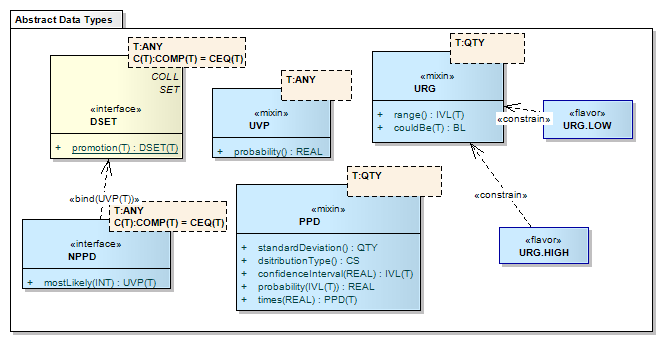 Abstract Data Types
T:ANY
C(T):COMP(T) = CEQ(T)
COLL
SET
«interface»
DSET
+ promotion(T) : DSET(T)
T:ANY
«mixin»
UVP
+ probability() : REAL
T:QTY
«mixin»
URG
+ range() : IVL(T)
+ couldBe(T) : BL
«constrain»
«flavor»
URG.LOW
«bind(UVP(T))»
T:ANY
C(T):COMP(T) = CEQ(T)
«interface»
NPPD
+ mostLikely(INT) : UVP(T)
T:QTY
«mixin»
PPD
+ standardDeviation() : QTY
+ dsitributionType() : CS
+ confidenceInterval(REAL) : IVL(T)
+ probability(IVL(T)) : REAL
+ times(REAL) : PPD(T)
«constrain»
«flavor»
URG.HIGH